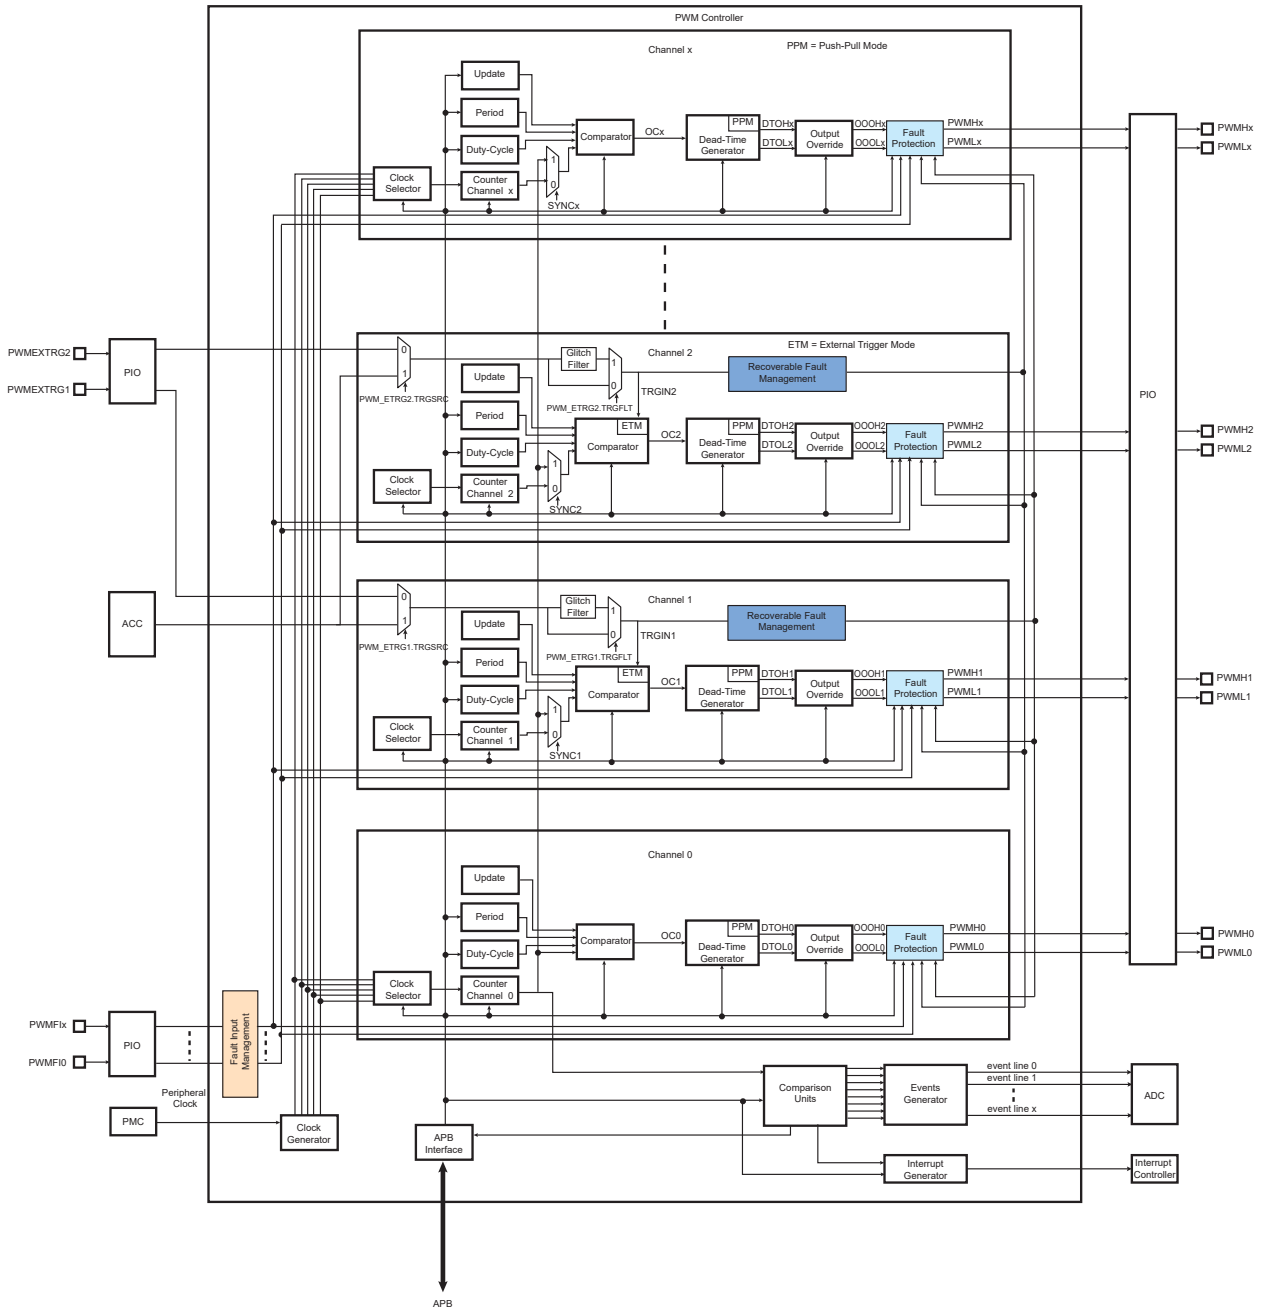 PWM Controller
Channel x
PPM = Push-Pull Mode
Update
Period
Duty-Cycle
Clock
Selector
Counter
Channel x
1
0
SYNCx
Comparator
OCx
PPM
Dead-Time
Generator
DTOHx
DTOLx
Output
Override
OOOHx
OOOLx
Fault
Protection
PWMHx
PWMLx
PIO
PWMHx
PWMLx
PWMEXTRG2
PWMEXTRG1
PIO
Channel 2
ETM = External Trigger Mode
0
1
PWM_ETRG2.TRGSRC
Glitch
Filter
1
0
PWM_ETRG2.TRGFLT
TRGIN2
Recoverable Fault
Management
Update
Period
Duty-Cycle
Clock
Selector
Counter
Channel 2
1
0
SYNC2
ETM
Comparator
OC2
PPM
Dead-Time
Generator
DTOH2
DTOL2
Output
Override
OOOH2
OOOL2
Fault
Protection
PWMH2
PWML2
PWMH2
PWML2
ACC
Channel 1
0
1
PWM_ETRG1.TRGSRC
Glitch
Filter
1
0
PWM_ETRG1.TRGFLT
TRGIN1
Recoverable Fault
Management
Update
Period
Duty-Cycle
Clock
Selector
Counter
Channel 1
1
0
SYNC1
ETM
Comparator
OC1
PPM
Dead-Time
Generator
DTOH1
DTOL1
Output
Override
OOOH1
OOOL1
Fault
Protection
PWMH1
PWML1
PWMH1
PWML1
Channel 0
Update
Period
Duty-Cycle
Clock
Selector
Counter
Channel 0
Comparator
OC0
PPM
Dead-Time
Generator
DTOH0
DTOL0
Output
Override
OOOH0
OOOL0
Fault
Protection
PWMH0
PWML0
PWMH0
PWML0
PWMFIx
PWMFI0
PIO
Fault Input
Management
Peripheral
Clock
PMC
Clock
Generator
APB
Interface
Comparison
Units
Events
Generator
event line 0
event line 1
event line x
ADC
Interrupt
Generator
Interrupt
Controller
APB